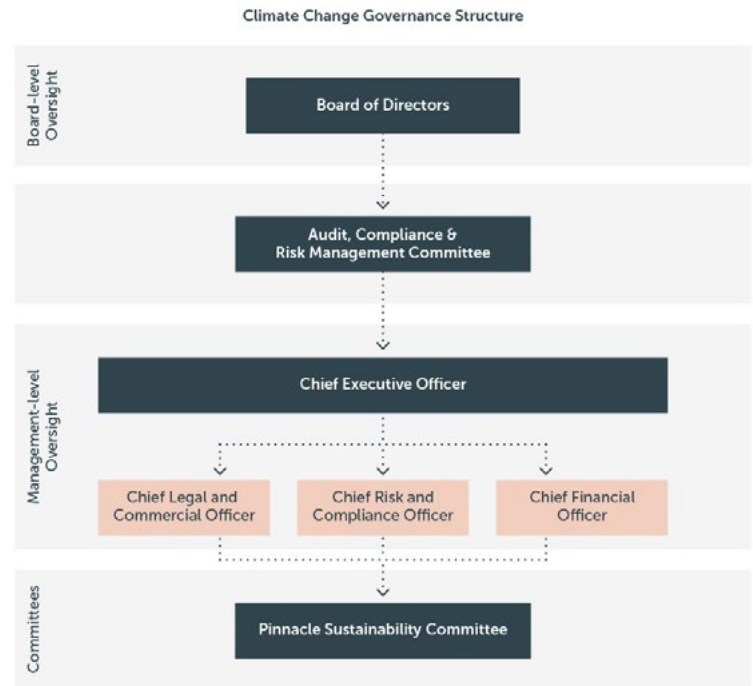 Climate Change Governance Structure
Board-level
Oversight
Board of Directors
Audit, Compliance &
Risk Management Committee
Management-level
Oversight
Chief Executive Officer
Chief Legal and
Commercial Officer
Chief Risk and
Compliance Officer
Chief Financial
Officer
Committees
Pinnacle Sustainability Committee